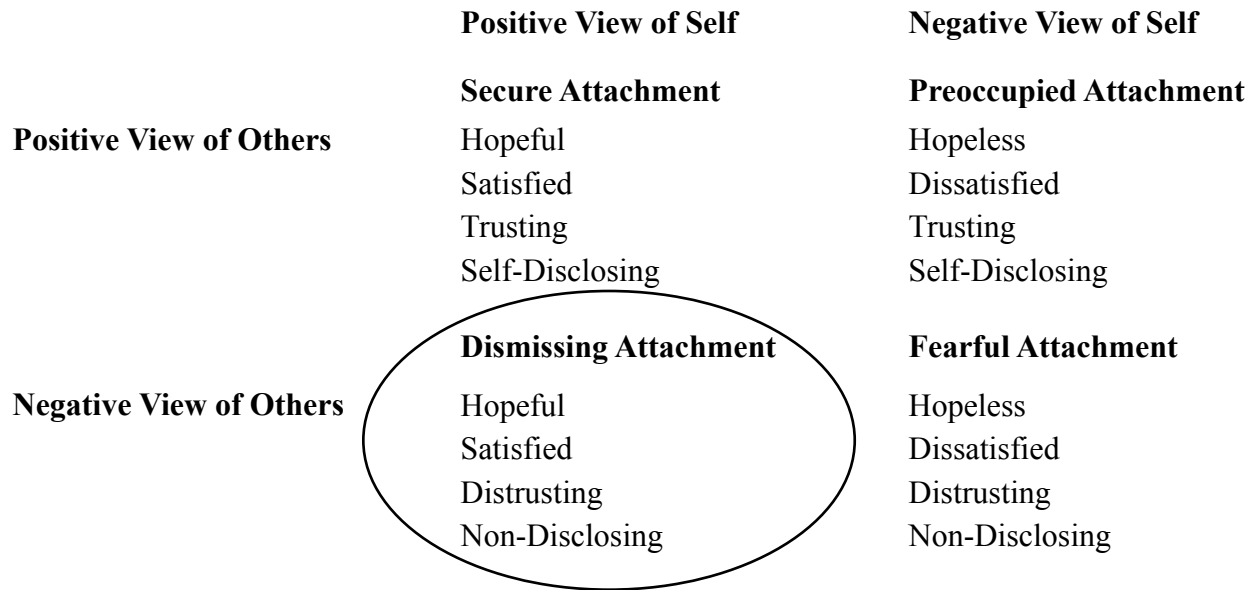 Positive View of Self Negative View of Self
Secure Attachment Preoccupied Attachment
Positive View of Others Hopeful Hopeless
Satisfied Dissatisfied
Trusting Trusting
Self-Disclosing Self-Disclosing
Dismissing Attachment Fearful Attachment
Negative View of Others Hopeful Hopeless
Satisfied Dissatisfied
Distrusting Distrusting
Non-Disclosing Non-Disclosing